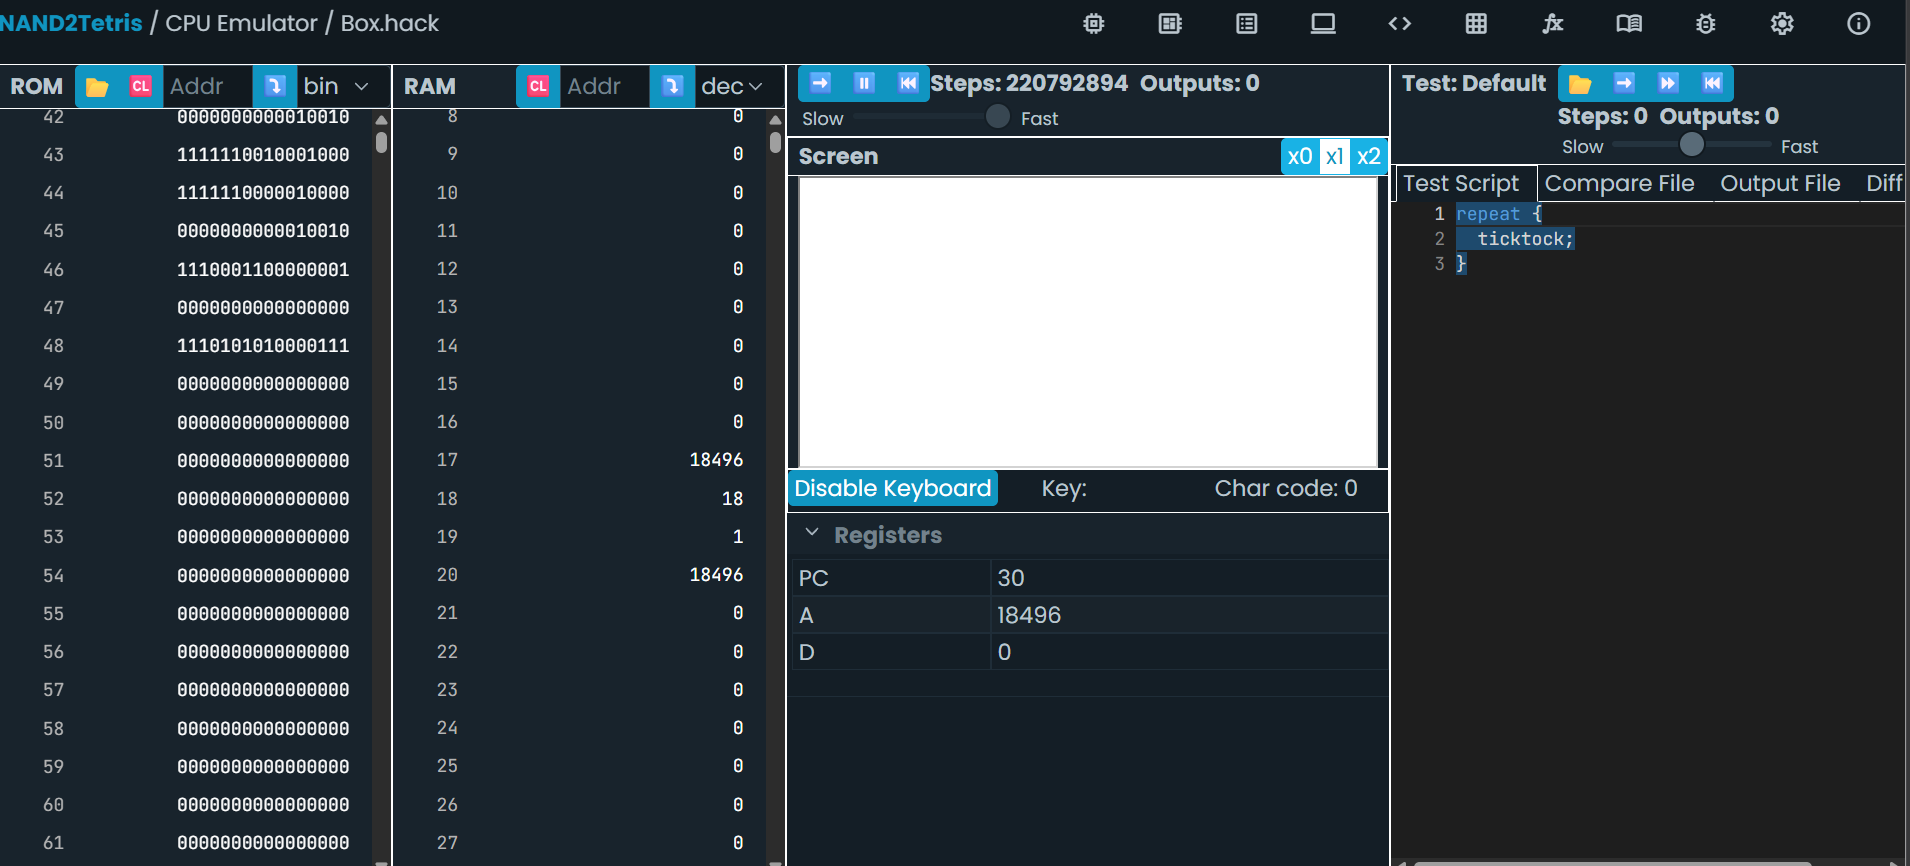 NAND2Tetris / CPU Emulator / Box.hack
ROM CL Addr bin
42 0000000000010010
43 1111110010001000
44 1111110000010000
45 0000000000010010
46 1110001100000001
47 0000000000000000
48 1110101010000111
49 0000000000000000
50 0000000000000000
51 0000000000000000
52 0000000000000000
53 0000000000000000
54 0000000000000000
55 0000000000000000
56 0000000000000000
57 0000000000000000
58 0000000000000000
59 0000000000000000
60 0000000000000000
61 0000000000000000
RAM CL Addr dec
8 0
9 0
10 0
11 0
12 0
13 0
14 0
15 0
16 0
17 18496
18 18
19 1
20 18496
21 0
22 0
23 0
24 0
25 0
26 0
27 0
Steps: 220792894 Outputs: 0
Slow Fast
Screen x0 x1 x2
Disable Keyboard Key: Char code: 0
Registers
PC 30
A 18496
D 0
Test: Default
Steps: 0 Outputs: 0
Slow Fast
Test Script Compare File Output File Diff
1 repeat {
2 ticktock;
3 }